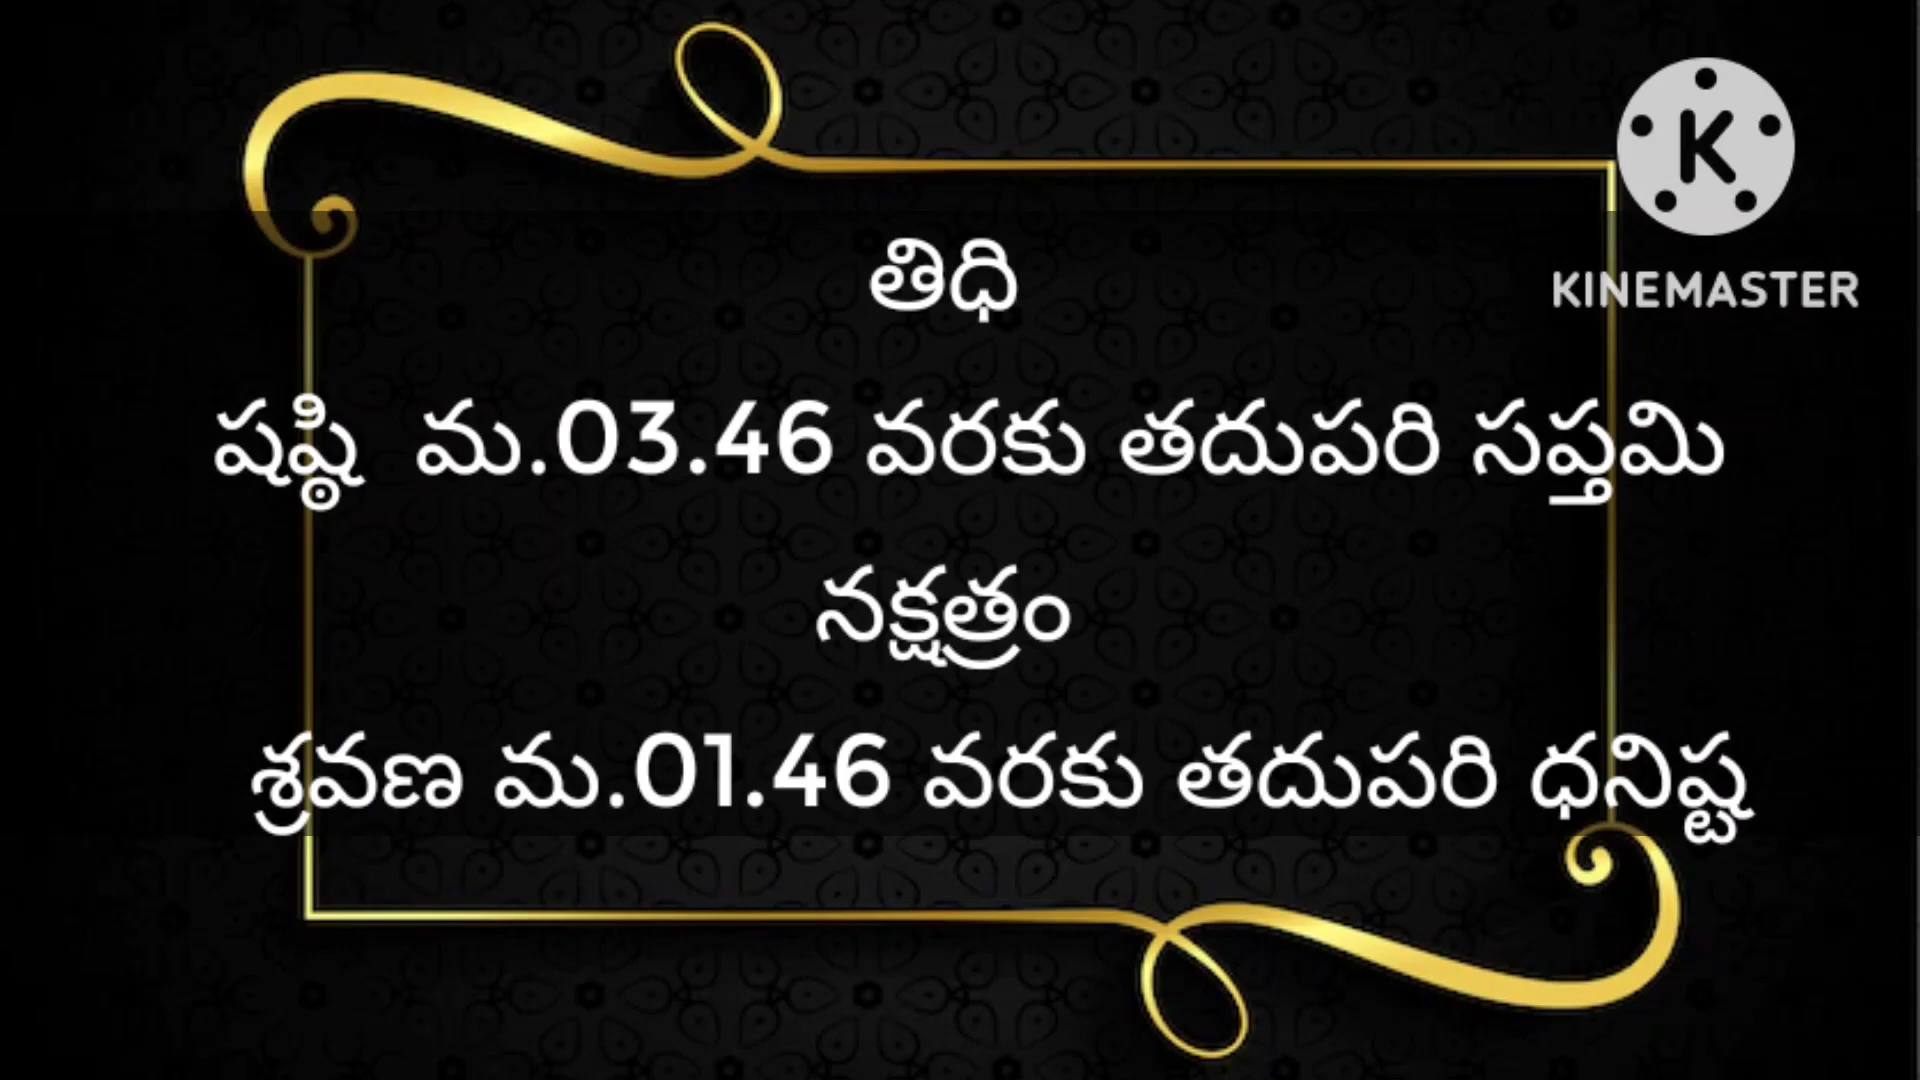 KINEMASTER
తిధి
షష్ఠి మ.03.46 వరకు తదుపరి సప్తమి
నక్షత్రం
శ్రవణ మ.01.46 వరకు తదుపరి ధనిష్ట